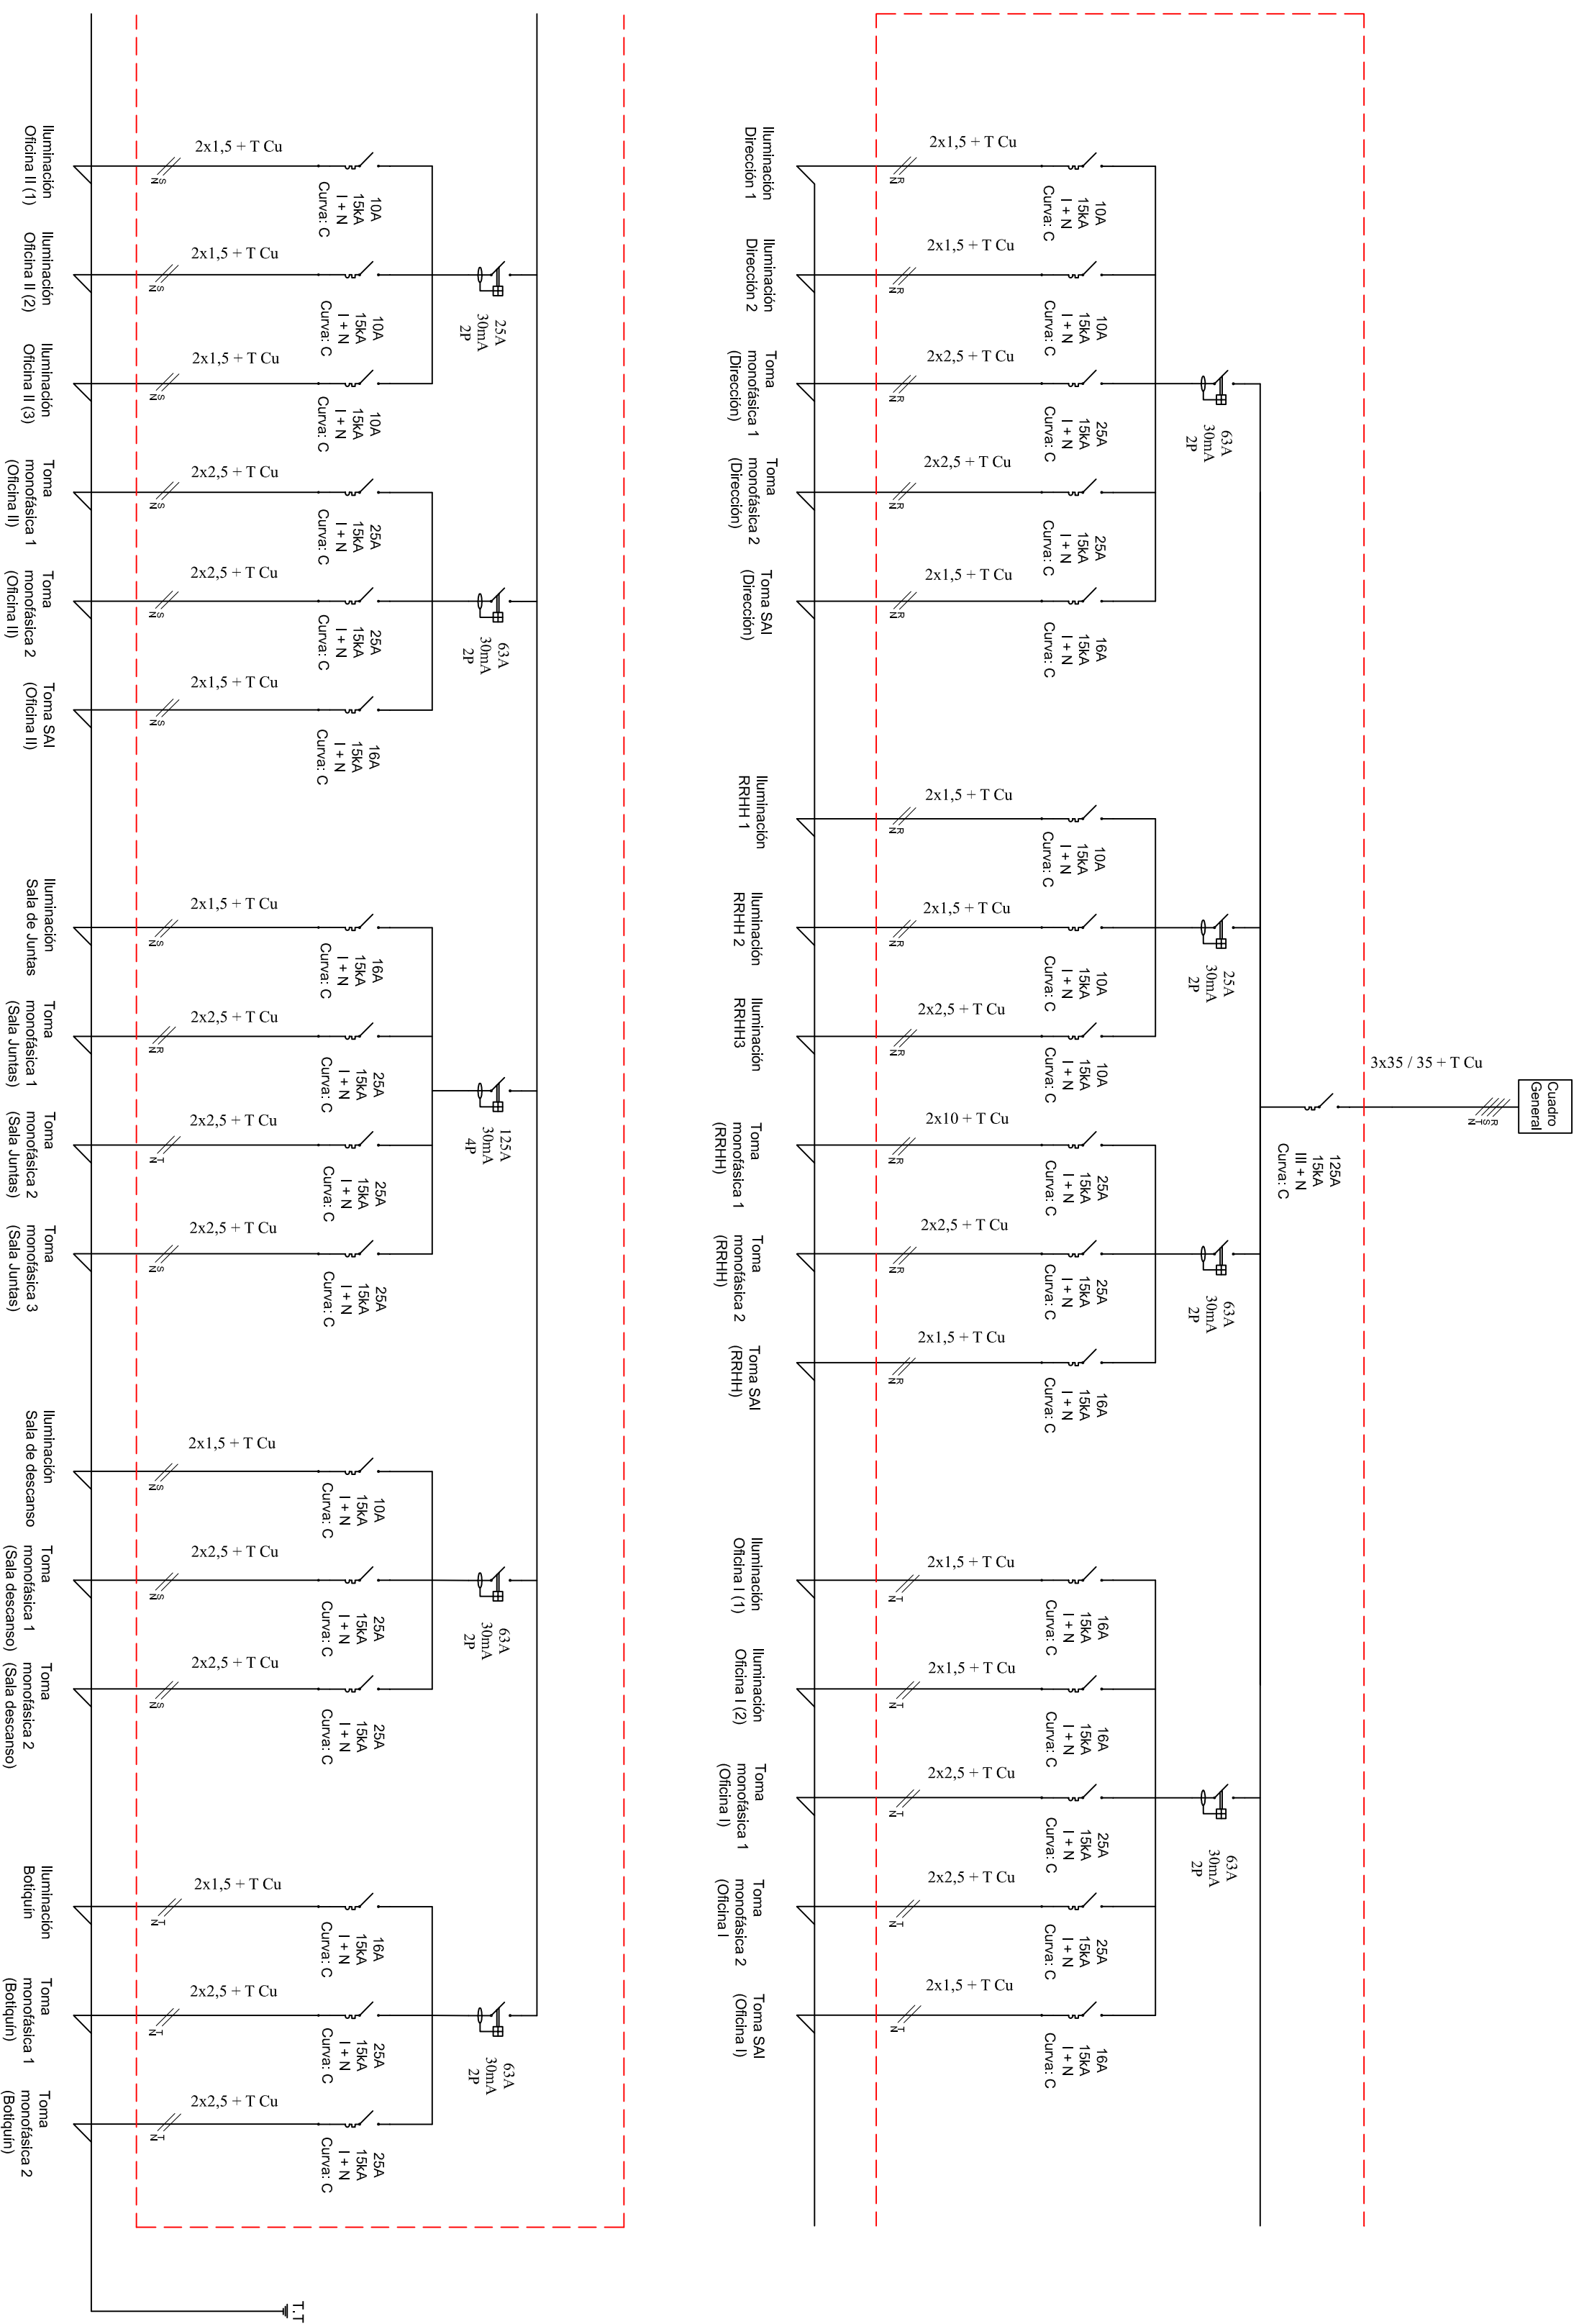 Cuadro
General
3x35 / 35 + T Cu
R
S
T
N
125A
15kA
III + N
Curva: C
63A
30mA
2P
25A
30mA
2P
63A
30mA
2P
63A
30mA
2P
10A
15kA
I + N
Curva: C
10A
15kA
I + N
Curva: C
25A
15kA
I + N
Curva: C
25A
15kA
I + N
Curva: C
16A
15kA
I + N
Curva: C
10A
15kA
I + N
Curva: C
10A
15kA
I + N
Curva: C
10A
15kA
I + N
Curva: C
25A
15kA
I + N
Curva: C
25A
15kA
I + N
Curva: C
16A
15kA
I + N
Curva: C
16A
15kA
I + N
Curva: C
16A
15kA
I + N
Curva: C
25A
15kA
I + N
Curva: C
25A
15kA
I + N
Curva: C
16A
15kA
I + N
Curva: C
2x1,5 + T Cu
2x1,5 + T Cu
2x2,5 + T Cu
2x2,5 + T Cu
2x1,5 + T Cu
2x1,5 + T Cu
2x1,5 + T Cu
2x2,5 + T Cu
2x10 + T Cu
2x2,5 + T Cu
2x1,5 + T Cu
2x1,5 + T Cu
2x1,5 + T Cu
2x2,5 + T Cu
2x2,5 + T Cu
2x1,5 + T Cu
R
N
R
N
R
N
R
N
R
N
R
N
R
N
R
N
R
N
R
N
R
N
T
N
T
N
T
N
T
N
T
N
Iluminación
Dirección 1
Iluminación
Dirección 2
Toma
monofásica 1
(Dirección)
Toma
monofásica 2
(Dirección)
Toma SAI
(Dirección)
Iluminación
RRHH 1
Iluminación
RRHH 2
Iluminación
RRHH3
Toma
monofásica 1
(RRHH)
Toma
monofásica 2
(RRHH)
Toma SAI
(RRHH)
Iluminación
Oficina I (1)
Iluminación
Oficina I (2)
Toma
monofásica 1
(Oficina I)
Toma
monofásica 2
(Oficina I
Toma SAI
(Oficina I)
25A
30mA
2P
63A
30mA
2P
125A
30mA
4P
63A
30mA
2P
63A
30mA
2P
10A
15kA
I + N
Curva: C
10A
15kA
I + N
Curva: C
10A
15kA
I + N
Curva: C
25A
15kA
I + N
Curva: C
25A
15kA
I + N
Curva: C
16A
15kA
I + N
Curva: C
16A
15kA
I + N
Curva: C
25A
15kA
I + N
Curva: C
25A
15kA
I + N
Curva: C
25A
15kA
I + N
Curva: C
10A
15kA
I + N
Curva: C
25A
15kA
I + N
Curva: C
25A
15kA
I + N
Curva: C
16A
15kA
I + N
Curva: C
25A
15kA
I + N
Curva: C
25A
15kA
I + N
Curva: C
2x1,5 + T Cu
2x1,5 + T Cu
2x1,5 + T Cu
2x2,5 + T Cu
2x2,5 + T Cu
2x1,5 + T Cu
2x1,5 + T Cu
2x2,5 + T Cu
2x2,5 + T Cu
2x2,5 + T Cu
2x1,5 + T Cu
2x2,5 + T Cu
2x2,5 + T Cu
2x1,5 + T Cu
2x2,5 + T Cu
2x2,5 + T Cu
S
N
S
N
S
N
S
N
S
N
S
N
S
N
R
N
T
N
S
N
S
N
S
N
S
N
T
N
T
N
T
N
Iluminación
Oficina II (1)
Iluminación
Oficina II (2)
Iluminación
Oficina II (3)
Toma
monofásica 1
(Oficina II)
Toma
monofásica 2
(Oficina II)
Toma SAI
(Oficina II)
Iluminación
Sala de Juntas
Toma
monofásica 1
(Sala Juntas)
Toma
monofásica 2
(Sala Juntas)
Toma
monofásica 3
(Sala Juntas)
Iluminación
Sala de descanso
Toma
monofásica 1
(Sala descanso)
Toma
monofásica 2
(Sala descanso)
Iluminación
Botiquin
Toma
monofásica 1
(Botiquín)
Toma
monofásica 2
(Botiquín)
T.T